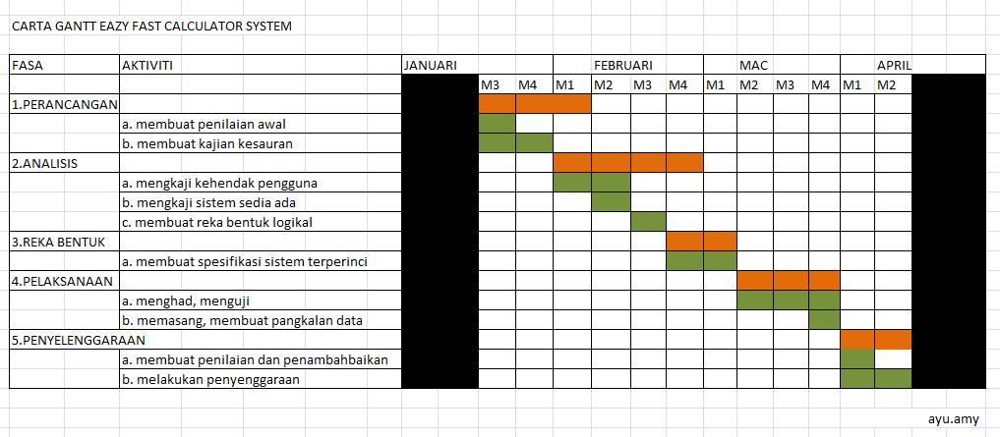 CARTA GANTT EAZY FAST CALCULATOR SYSTEM
FASA AKTIVITI JANUARI FEBRUARI MAC APRIL
M3 M4 M1 M2 M3 M4 M1 M2 M3 M4 M1 M2
1.PERANCANGAN
a. membuat penilaian awal
b. membuat kajian kesauran
2.ANALISIS
a. mengkaji kehendak pengguna
b. mengkaji sistem sedia ada
c. membuat reka bentuk logikal
3.REKA BENTUK
a. membuat spesifikasi sistem terperinci
4.PELAKSANAAN
a. menghad, menguji
b. memasang, membuat pangkalan data
5.PENYELENGGARAAN
a. membuat penilaian dan penambahbaikan
b. melakukan penyenggaraan
ayu.amy